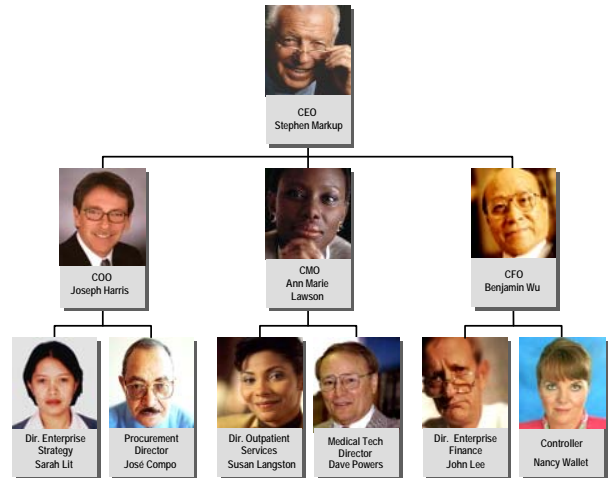 CEO
Stephen Markup
COO
Joseph Harris
CMO
Ann Marie
Lawson
CFO
Benjamin Wu
Dir. Enterprise
Strategy
Sarah Lit
Procurement
Director
José Compo
Dir. Outpatient
Services
Susan Langston
Medical Tech
Director
Dave Powers
Dir. Enterprise
Finance
John Lee
Controller
Nancy Wallet